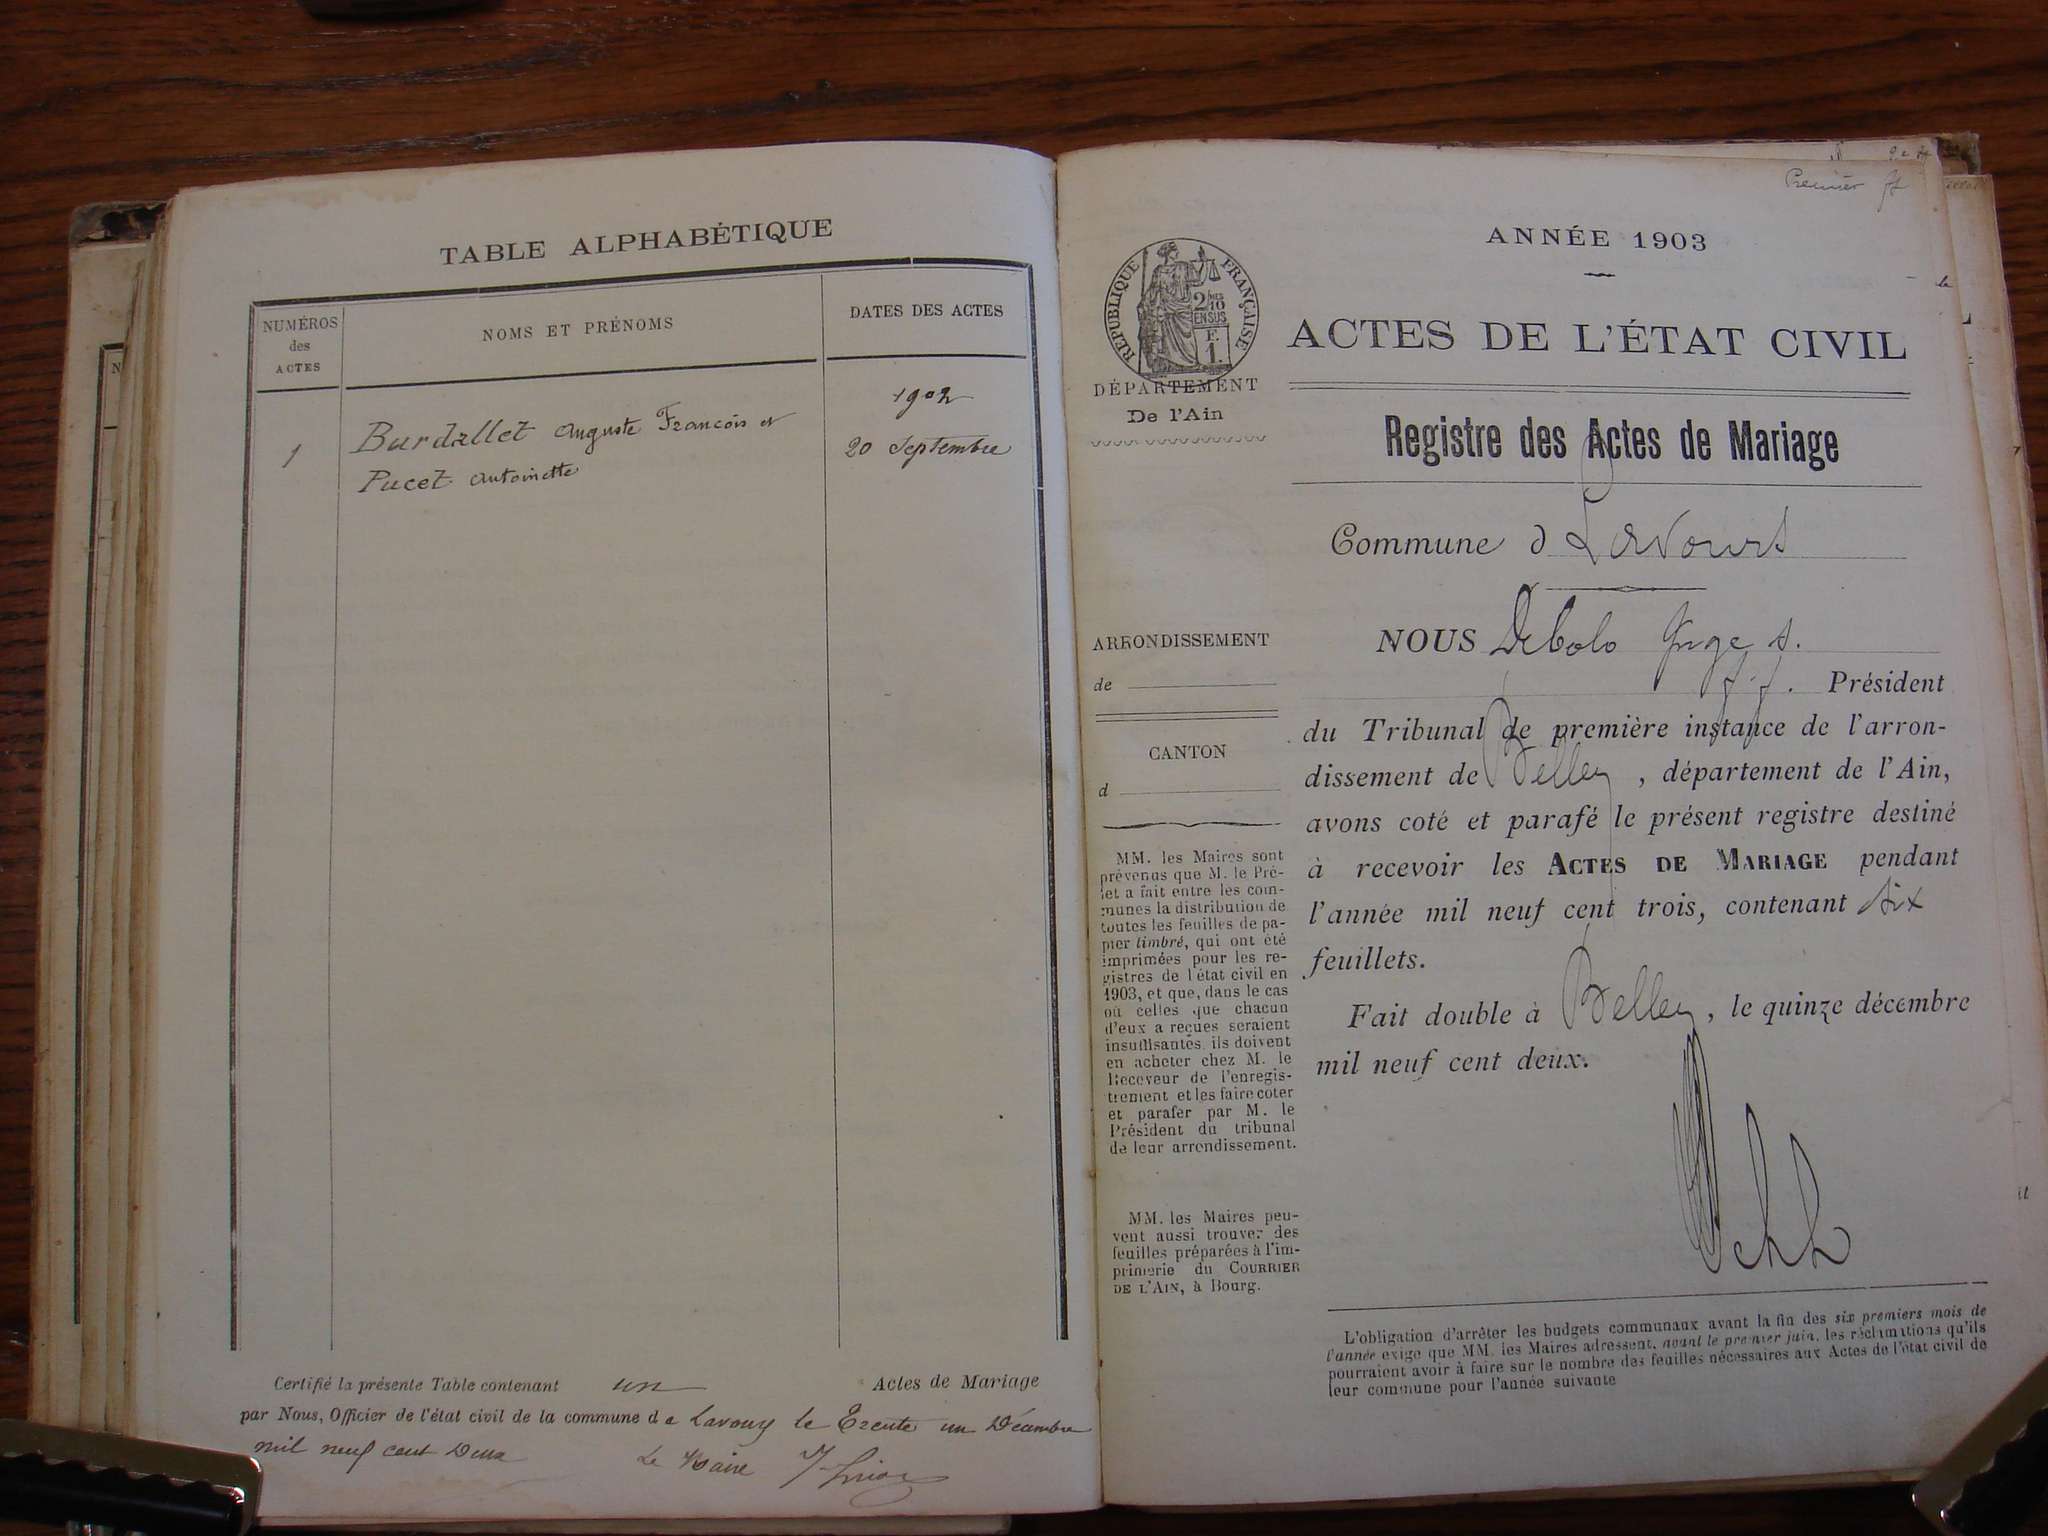 TABLE ALPHABÉTIQUE
NUMÉROS
des
ACTES
NOMS ET PRÉNOMS
DATES DES ACTES
1902
1
Burdallet Auguste Francois et
20 Septembre
Pucet Antoinette
Certifié la présente Table contenant un Actes de Mariage
par Nous, Officier de l'état civil de la commune de Lavours le Trente un Décembre
mil neuf cent Deux
Le Maire
Premier
ANNÉE 1903
RÉPUBLIQUE FRANÇAISE
2/10
EN SUS
F.
1.
ACTES DE L'ÉTAT CIVIL
DÉPARTEMENT
De l'Ain
Registre des Actes de Mariage
Commune d Lavours
ARRONDISSEMENT
de
CANTON
d
MM. les Maires sont
prévenus que M. le Pré-
fet a fait entre les com-
munes la distribution de
toutes les feuilles de pa-
pier timbré, qui ont été
imprimées pour les re-
gistres de l'état civil en
1903, et que, dans le cas
où celles que chacun
d'eux a reçues seraient
insuffisantes, ils doivent
en acheter chez M. le
Receveur de l'enregis-
trement et les faire coter
et parafer par M. le
Président du tribunal
de leur arrondissement.
MM. les Maires peu-
vent aussi trouver des
feuilles préparées à l'im-
primerie du COURRIER
DE L'AIN, à Bourg.
NOUS Debolo Juge s.
f. f. Président
du Tribunal de première instance de l'arron-
dissement de Belley, département de l'Ain,
avons coté et parafé le présent registre destiné
à recevoir les ACTES DE MARIAGE pendant
l'année mil neuf cent trois, contenant six
feuillets.
Fait double à Belley, le quinze décembre
mil neuf cent deux.
L'obligation d'arrêter les budgets communaux avant la fin des six premiers mois de
l'année exige que MM. les Maires adressent, avant le premier juin, les réclamations qu'ils
pourraient avoir à faire sur le nombre des feuilles nécessaires aux Actes de l'état civil de
leur commune pour l'année suivante